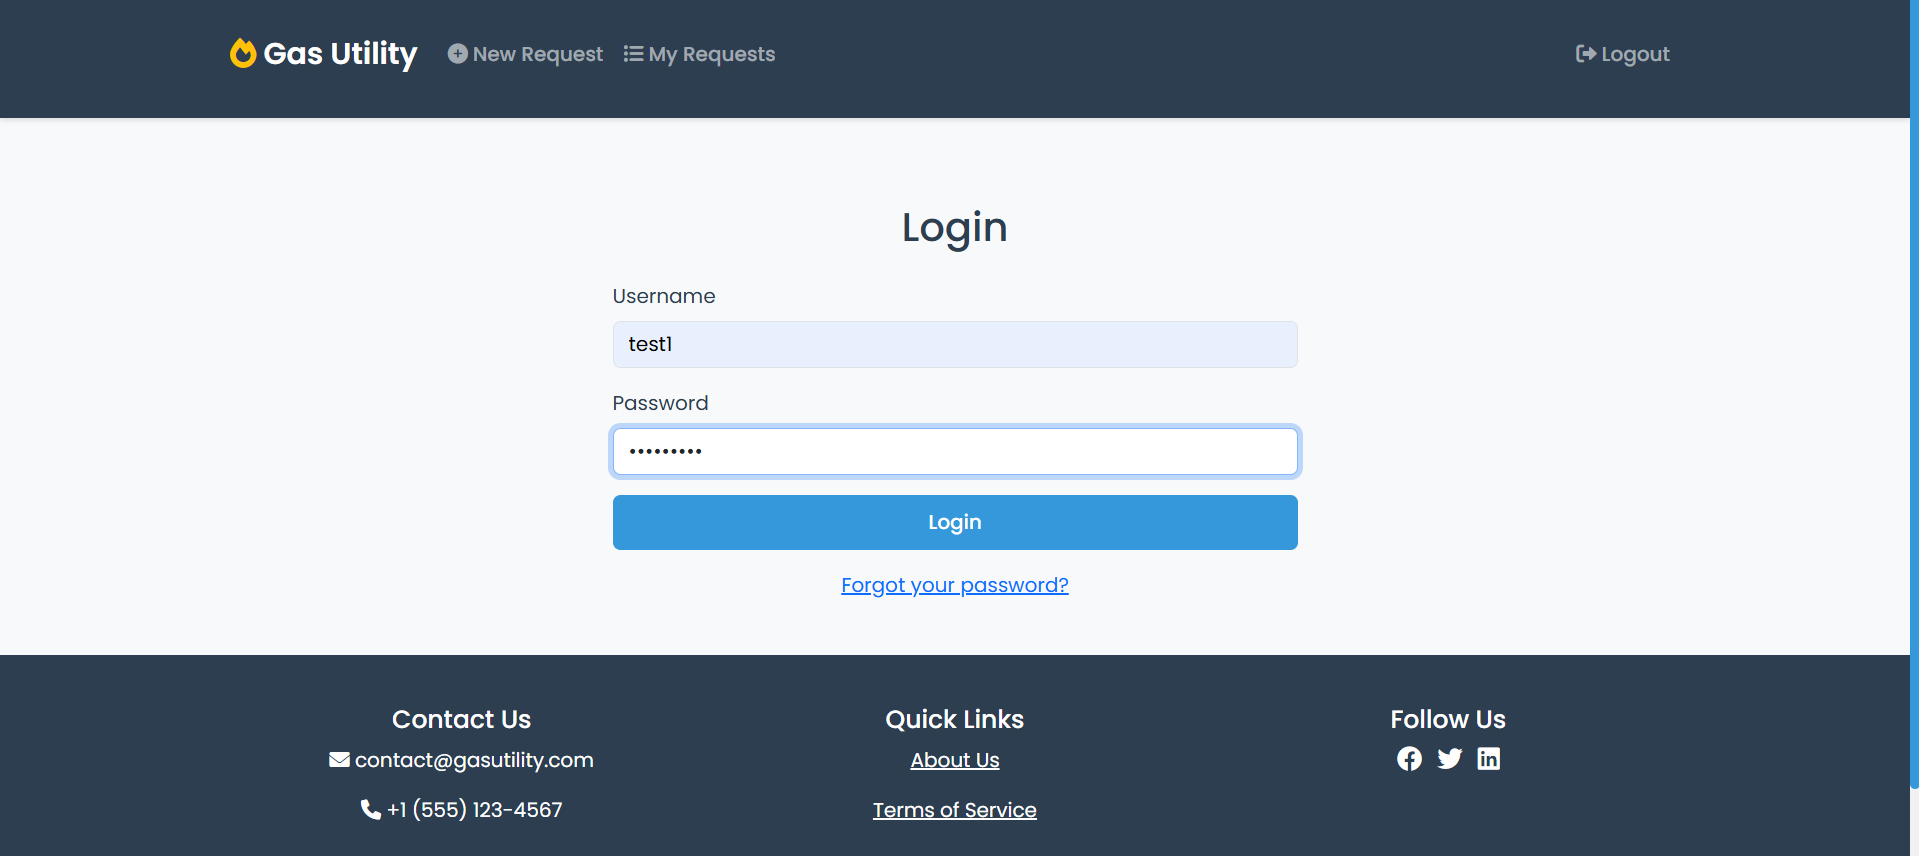 Gas Utility New Request My Requests Logout
Login
Username
test1
Password
•••••••••
Login
Forgot your password?
Contact Us
contact@gasutility.com
+1 (555) 123-4567
Quick Links
About Us
Terms of Service
Follow Us